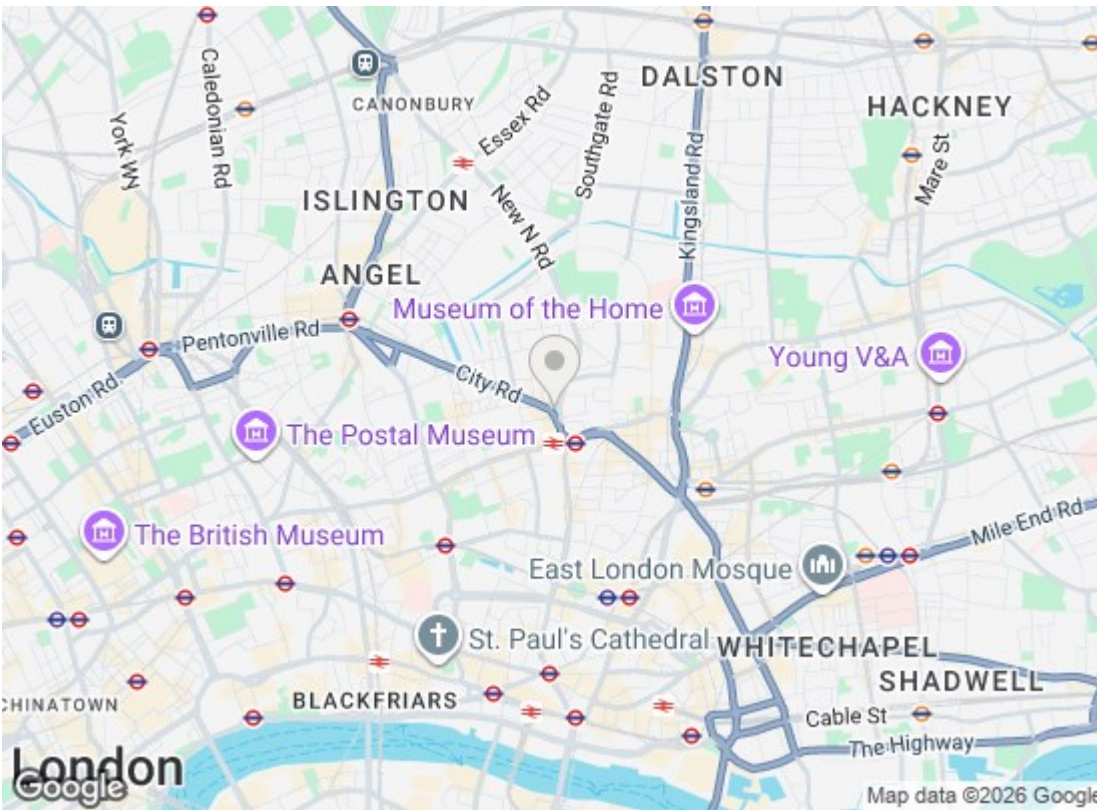 DALSTON
Caledonian Rd
CANONBURY
Essex Rd
Southgate Rd
HACKNEY
York WN
Kingsland Rd
Mare St
ISLINGTON
New N Rd
ANGEL
Museum of the Home
Pentonville Rd
Young V&A
City Rd
Euston Rd
The Postal Museum
Mile End Rd
The British Museum
East London Mosque
St. Paul's Cathedral
WHITECHAPEL
SHADWELL
CHINATOWN
BLACKFRIARS
Cable St
The Highway
London
Google
Map data ©2026 Google